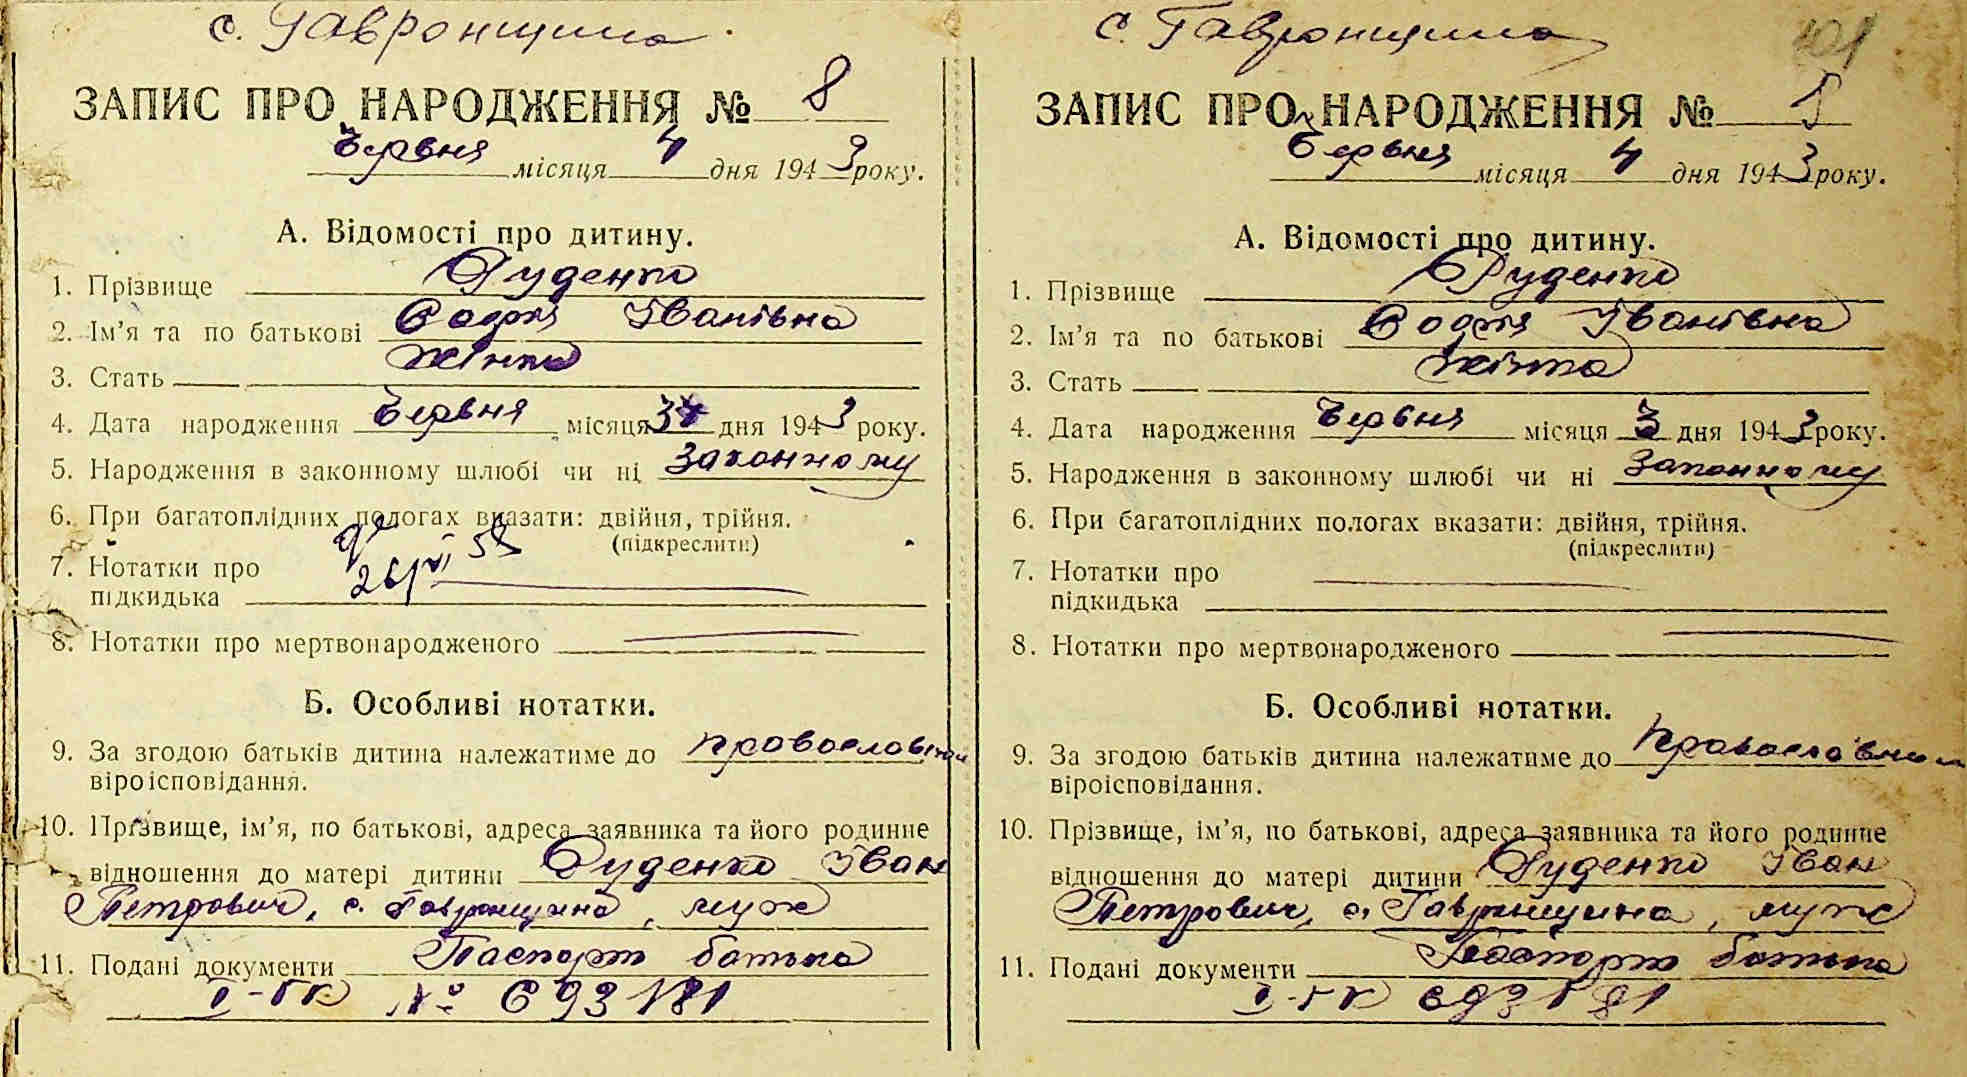 с. Гавронщина
ЗАПИС ПРО НАРОДЖЕННЯ № 8
Червня місяця 4 дня 1943 року.
А. Відомості про дитину.
1. Прізвище Руденко
2. Ім’я та по батькові Софія Іванівна
3. Стать Жінка
4. Дата народження Червня місяця 3 дня 1943 року.
5. Народження в законному шлюбі чи ні Законному
6. При багатоплідних пологах вказати: двійня, трійня.
(підкреслити)
7. Нотатки про
підкидька
8. Нотатки про мертвонародженого
Б. Особливі нотатки.
9. За згодою батьків дитина належатиме до православной
віроісповідання.
10. Прізвище, ім’я, по батькові, адреса заявника та його родинне
відношення до матері дитини Руденко Іван
Петрович, с. Гавронщина, муж
11. Подані документи Паспорт батька
№ 693181
с. Гавронщина
201
ЗАПИС ПРО НАРОДЖЕННЯ № 8
Червня місяця 4 дня 1943 року.
А. Відомості про дитину.
1. Прізвище Руденко
2. Ім’я та по батькові Софія Іванівна
3. Стать жінка
4. Дата народження Червня місяця 3 дня 1943 року.
5. Народження в законному шлюбі чи ні Законному
6. При багатоплідних пологах вказати: двійня, трійня.
(підкреслити)
7. Нотатки про
підкидька
8. Нотатки про мертвонародженого
Б. Особливі нотатки.
9. За згодою батьків дитина належатиме до православним
віроісповідання.
10. Прізвище, ім’я, по батькові, адреса заявника та його родинне
відношення до матері дитини Руденко Іван
Петрович, с. Гавронщина, муж
11. Подані документи Паспорт батька
693181